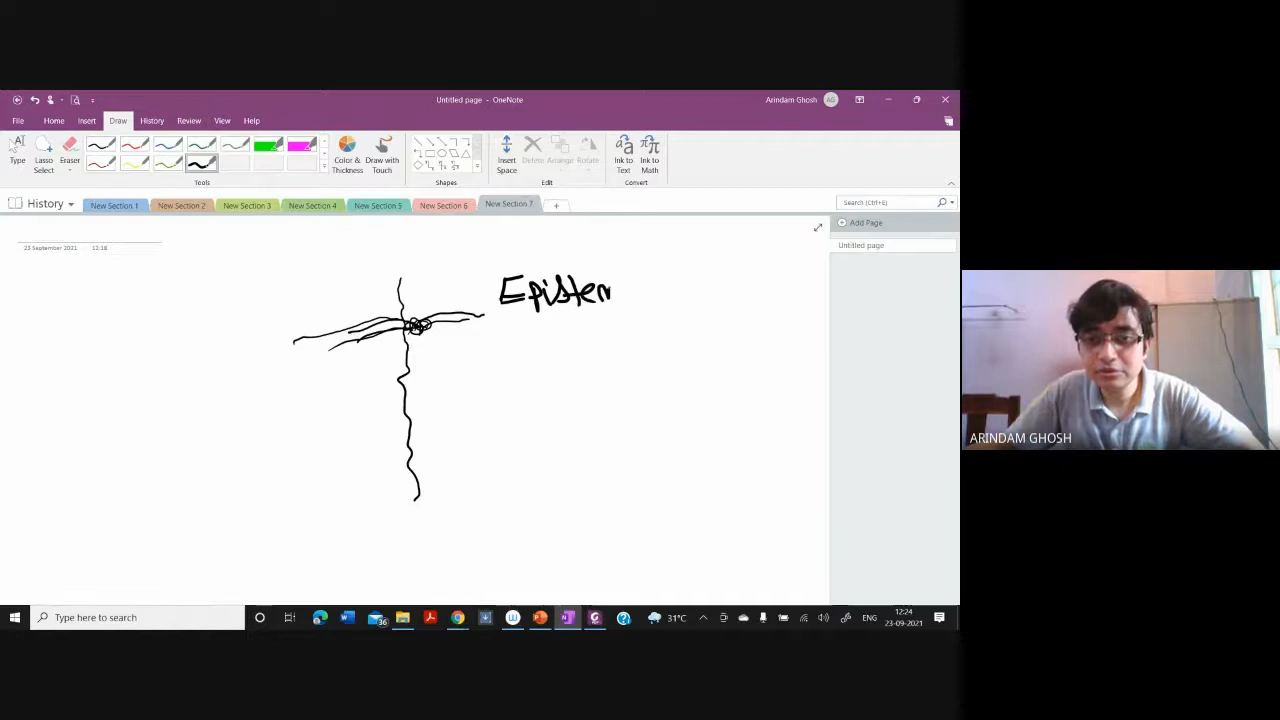 Untitled page - OneNote
Arindam Ghosh
AG
File Home Insert Draw History Review View Help
Type
Lasso Select
Eraser
Color & Thickness
Draw with Touch
Insert Space
Delete
Arrange
Rotate
Ink to Text
Ink to Math
Tools
Shapes
Edit
Convert
History
New Section 1
New Section 2
New Section 3
New Section 4
New Section 5
New Section 6
New Section 7
Search (Ctrl+E)
Add Page
Untitled page
23 September 2021 12:18
Epistem
ARINDAM GHOSH
Type here to search
36
31°C
ENG
12:24
23-09-2021